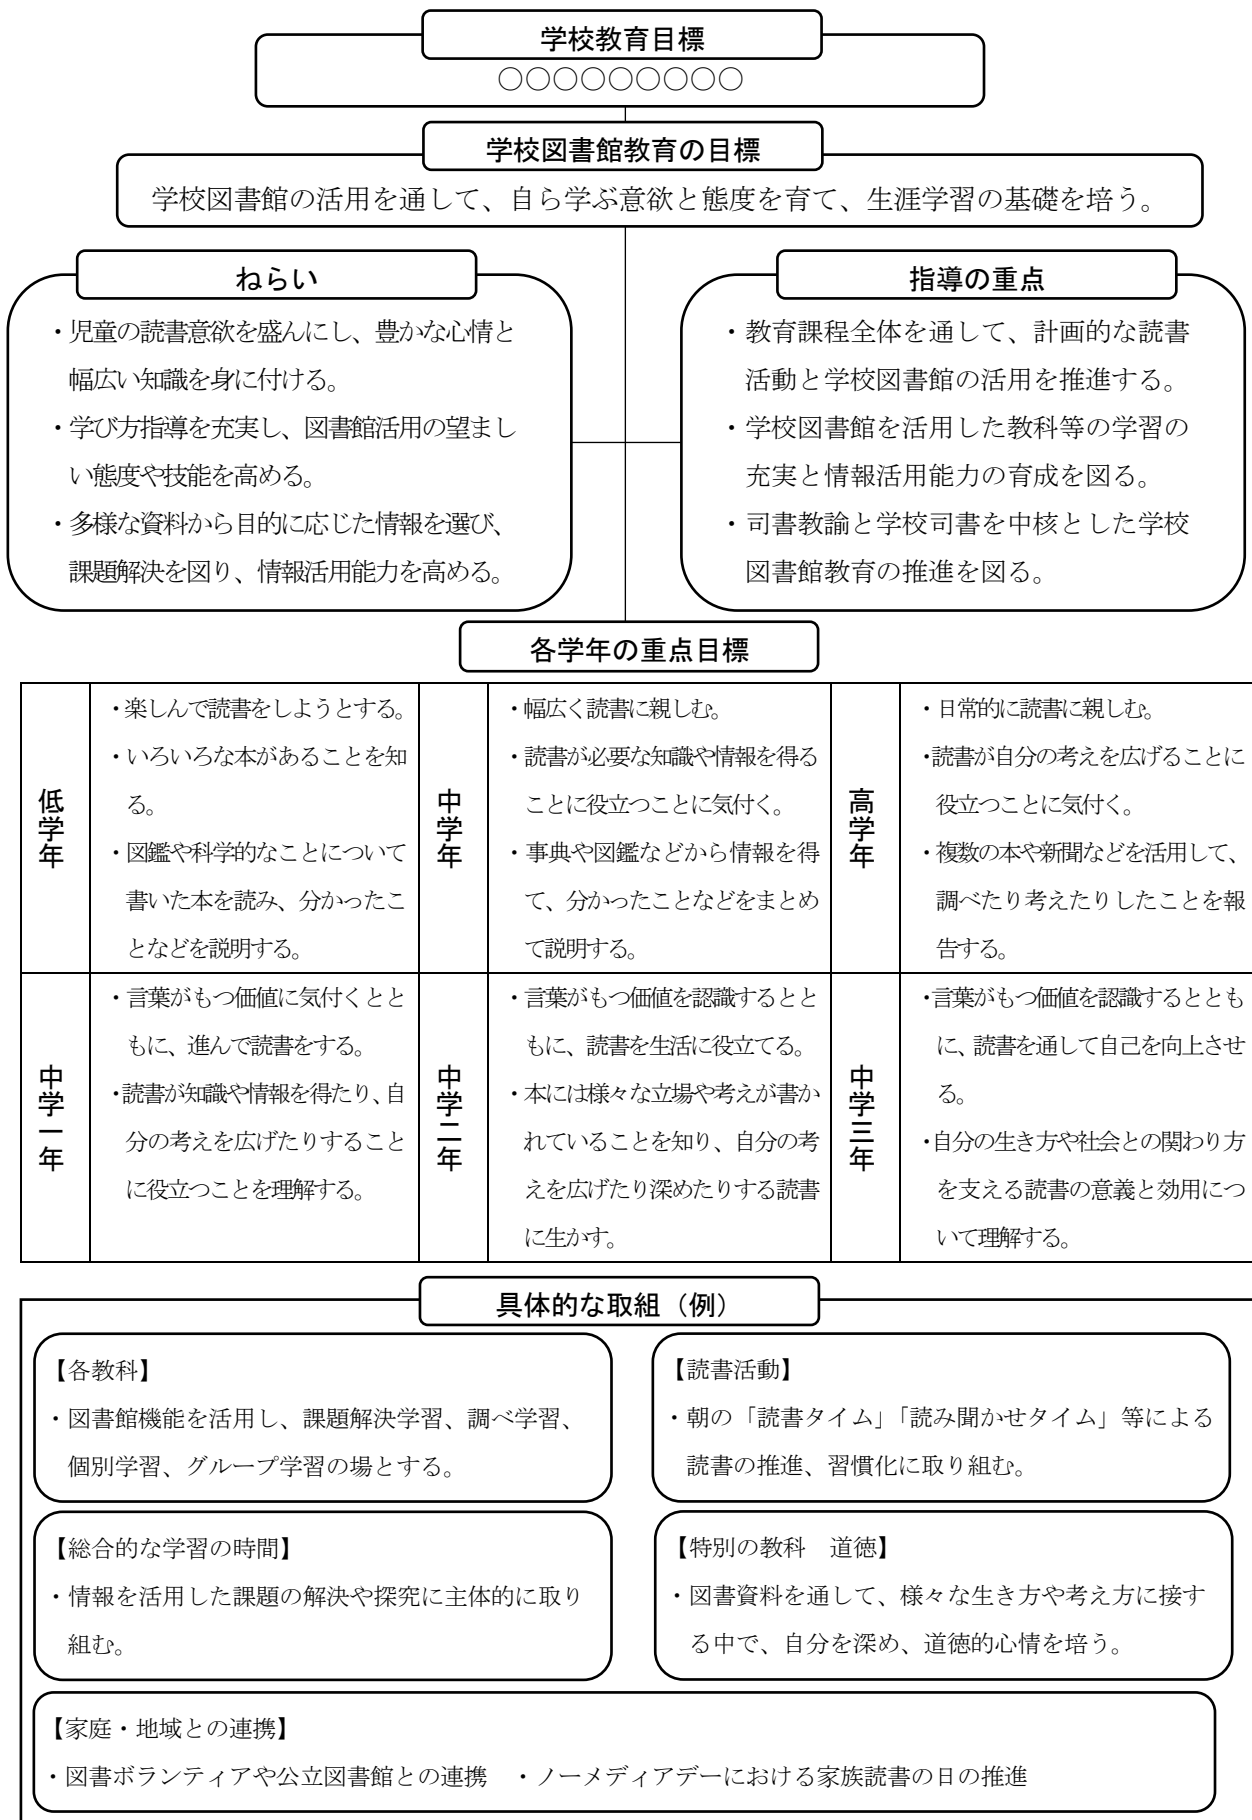 学校教育目標
○○○○○○○○○
学校図書館教育の目標
学校図書館の活用を通して、自ら学ぶ意欲と態度を育て、生涯学習の基礎を培う。
ねらい
・児童の読書意欲を盛んにし、豊かな心情と
幅広い知識を身に付ける。
・学び方指導を充実し、図書館活用の望まし
い態度や技能を高める。
・多様な資料から目的に応じた情報を選び、
課題解決を図り、情報活用能力を高める。
指導の重点
・教育課程全体を通して、計画的な読書
活動と学校図書館の活用を推進する。
・学校図書館を活用した教科等の学習の
充実と情報活用能力の育成を図る。
・司書教諭と学校司書を中核とした学校
図書館教育の推進を図る。
各学年の重点目標
低学年
・楽しんで読書をしようとする。
・いろいろな本があることを知
る。
・図鑑や科学的なことについて
書いた本を読み、分かったこ
となどを説明する。
中学年
・幅広く読書に親しむ。
・読書が必要な知識や情報を得る
ことに役立つことに気付く。
・事典や図鑑などから情報を得
て、分かったことなどをまとめ
て説明する。
高学年
・日常的に読書に親しむ。
・読書が自分の考えを広げることに
役立つことに気付く。
・複数の本や新聞などを活用して、
調べたり考えたりしたことを報
告する。
中学一年
・言葉がもつ価値に気付くとと
もに、進んで読書をする。
・読書が知識や情報を得たり、自
分の考えを広げたりすること
に役立つことを理解する。
中学二年
・言葉がもつ価値を認識するとと
もに、読書を生活に役立てる。
・本には様々な立場や考えが書か
れていることを知り、自分の考
えを広げたり深めたりする読書
に生かす。
中学三年
・言葉がもつ価値を認識するととも
に、読書を通して自己を向上させ
る。
・自分の生き方や社会との関わり方
を支える読書の意義と効用につ
いて理解する。
具体的な取組（例）
【各教科】
・図書館機能を活用し、課題解決学習、調べ学習、
個別学習、グループ学習の場とする。
【読書活動】
・朝の「読書タイム」「読み聞かせタイム」等による
読書の推進、習慣化に取り組む。
【総合的な学習の時間】
・情報を活用した課題の解決や探究に主体的に取り
組む。
【特別の教科　道徳】
・図書資料を通して、様々な生き方や考え方に接す
る中で、自分を深め、道徳的心情を培う。
【家庭・地域との連携】
・図書ボランティアや公立図書館との連携　・ノーメディアデーにおける家族読書の日の推進